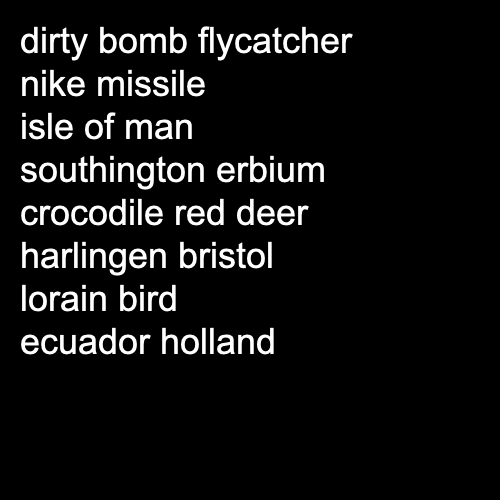 dirty bomb flycatcher
nike missile
isle of man
southington erbium
crocodile red deer
harlingen bristol
lorain bird
ecuador holland